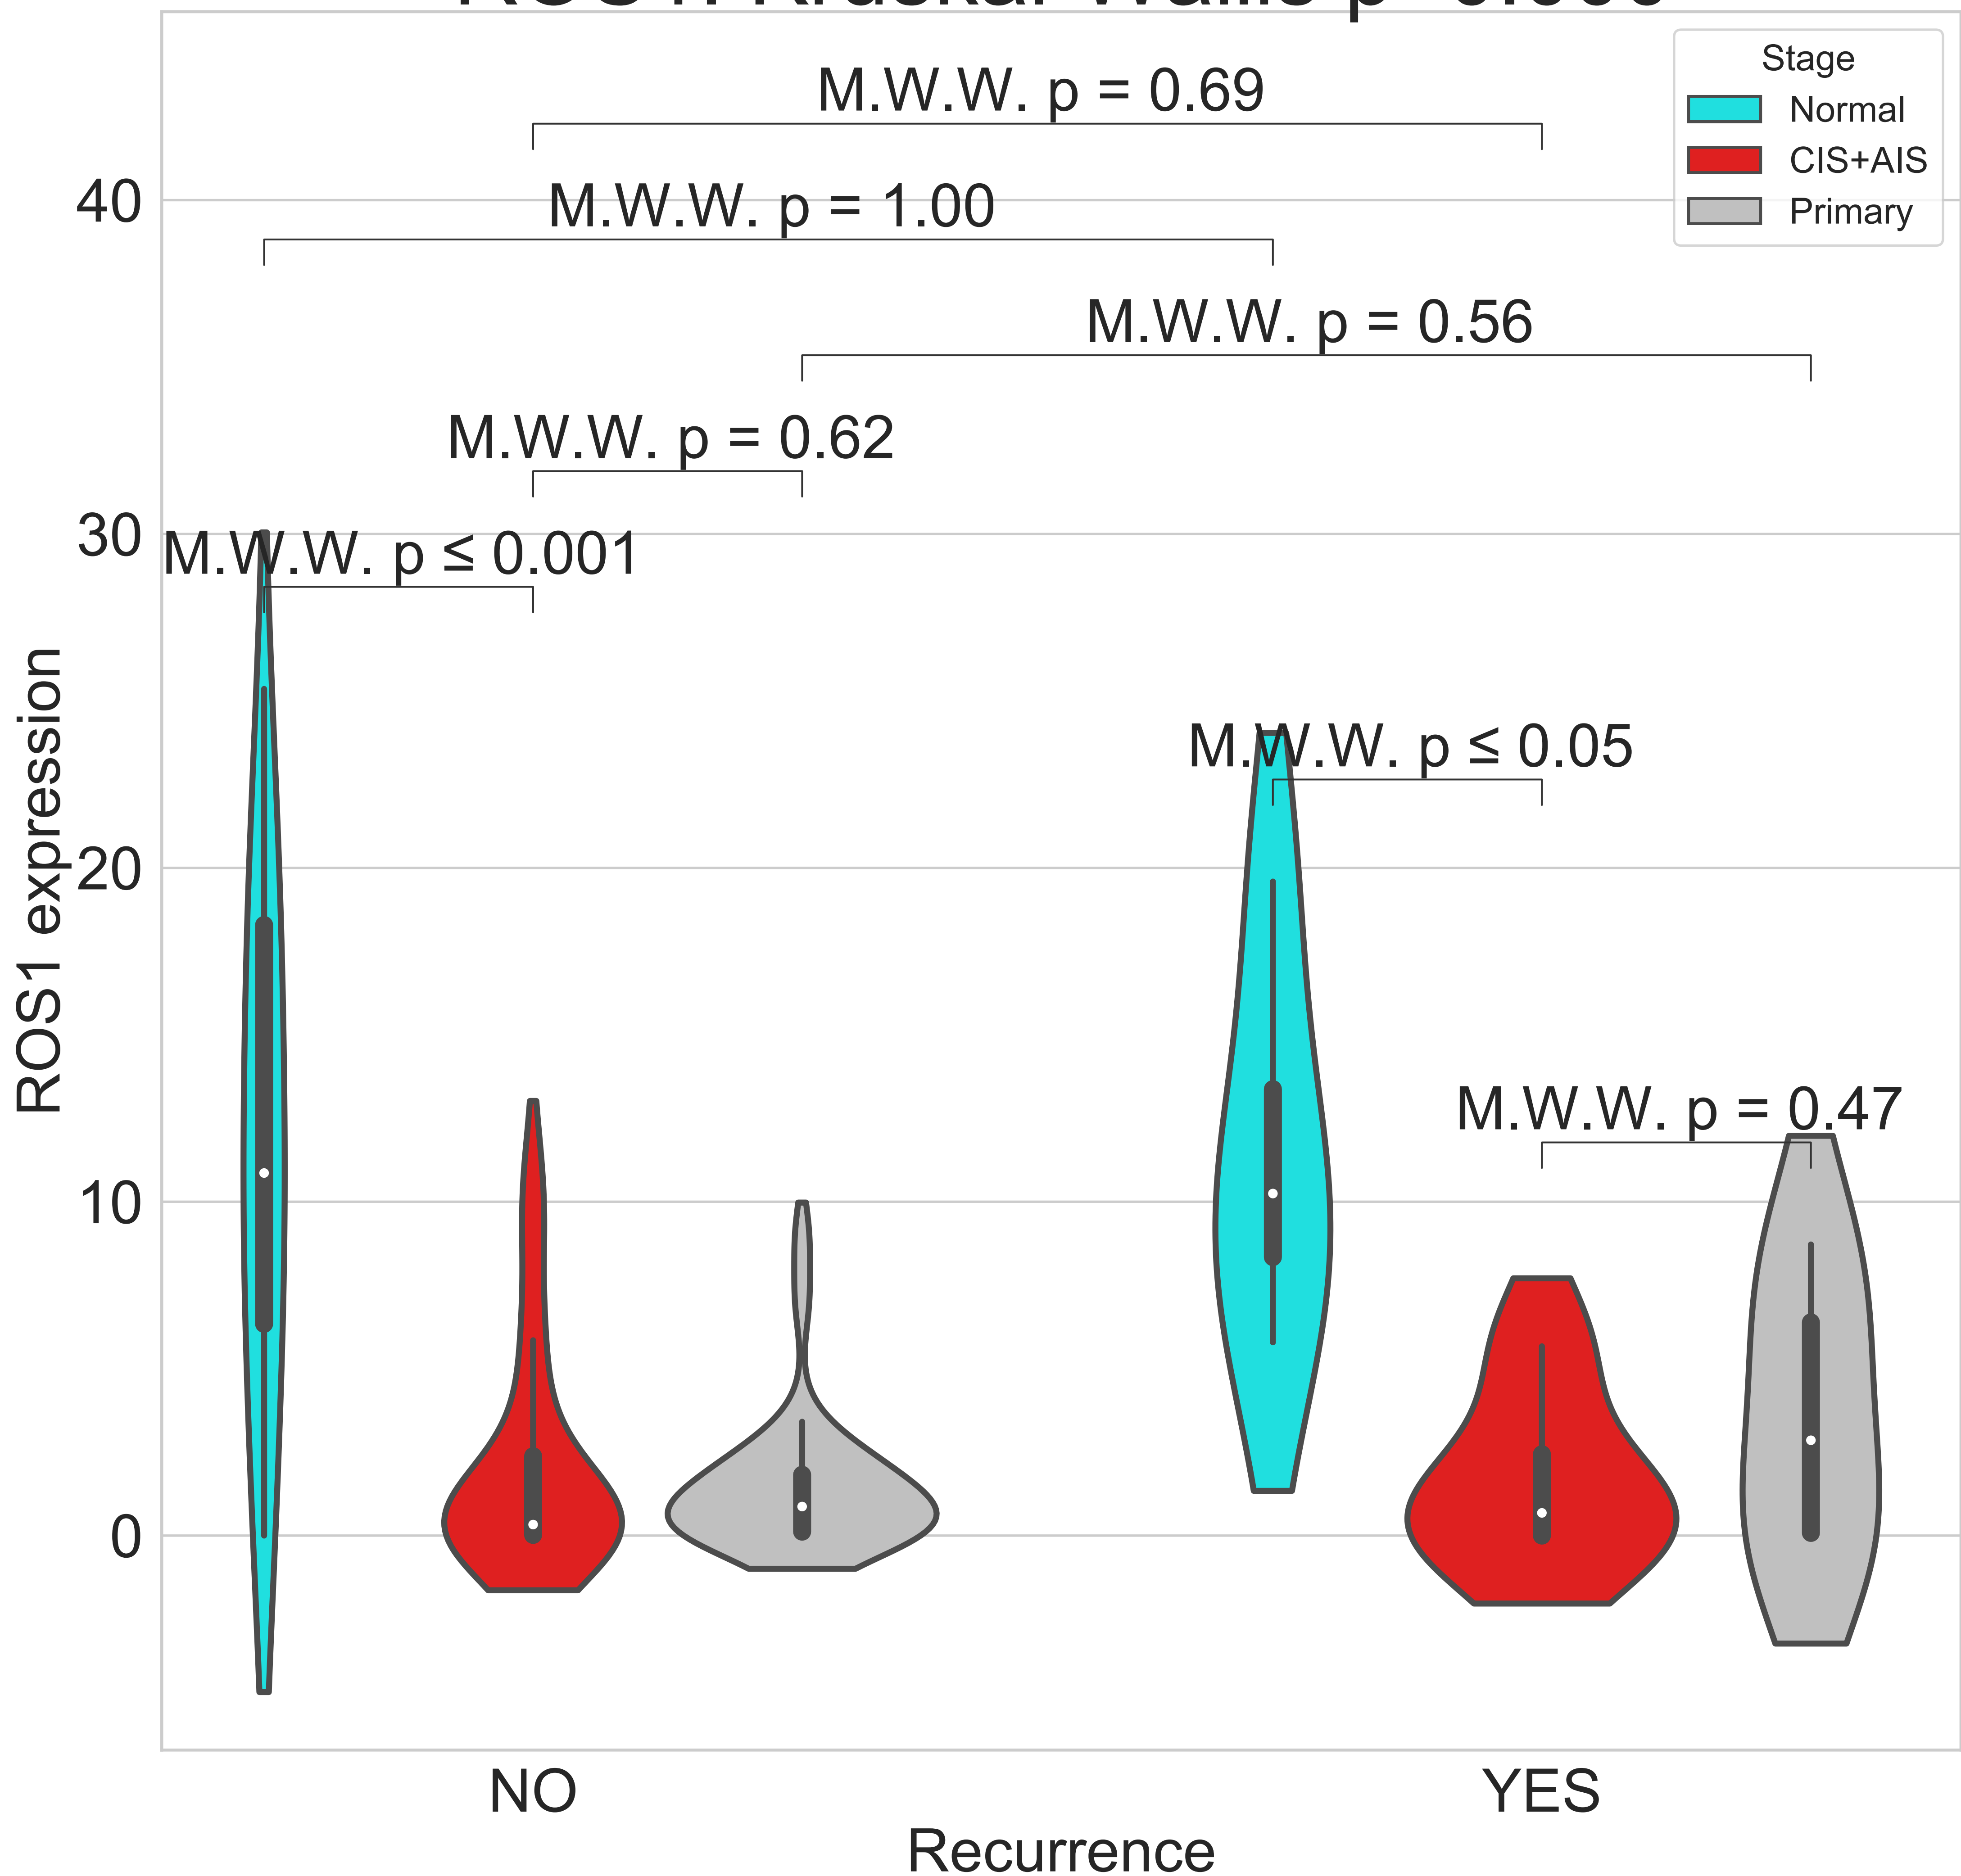 Stage
Normal
CIS+AIS
Primary
M.W.W. p = 0.69
M.W.W. p = 1.00
M.W.W. p = 0.56
M.W.W. p = 0.62
M.W.W. p ≤ 0.001
M.W.W. p ≤ 0.05
M.W.W. p = 0.47
40
30
20
10
0
ROS1 expression
NO
YES
Recurrence